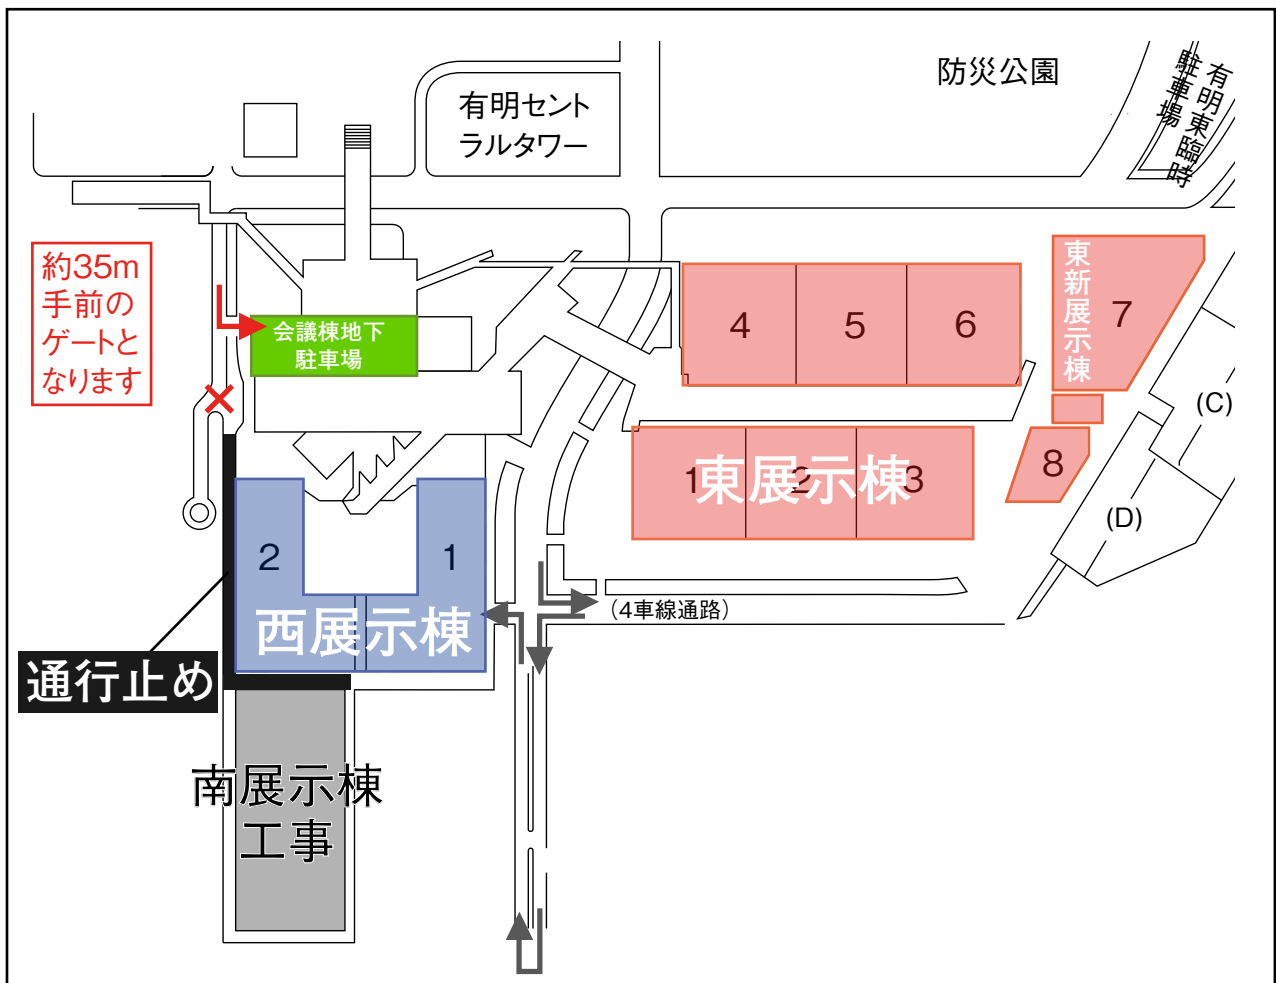 防災公園
有明東臨時
駐車場
有明セント
ラルタワー
約35m
手前の
ゲートと
なります
会議棟地下
駐車場
4
5
6
東新展示棟
7
(C)
1
2
3
東展示棟
8
(D)
2
1
西展示棟
(4車線通路)
通行止め
南展示棟
工事